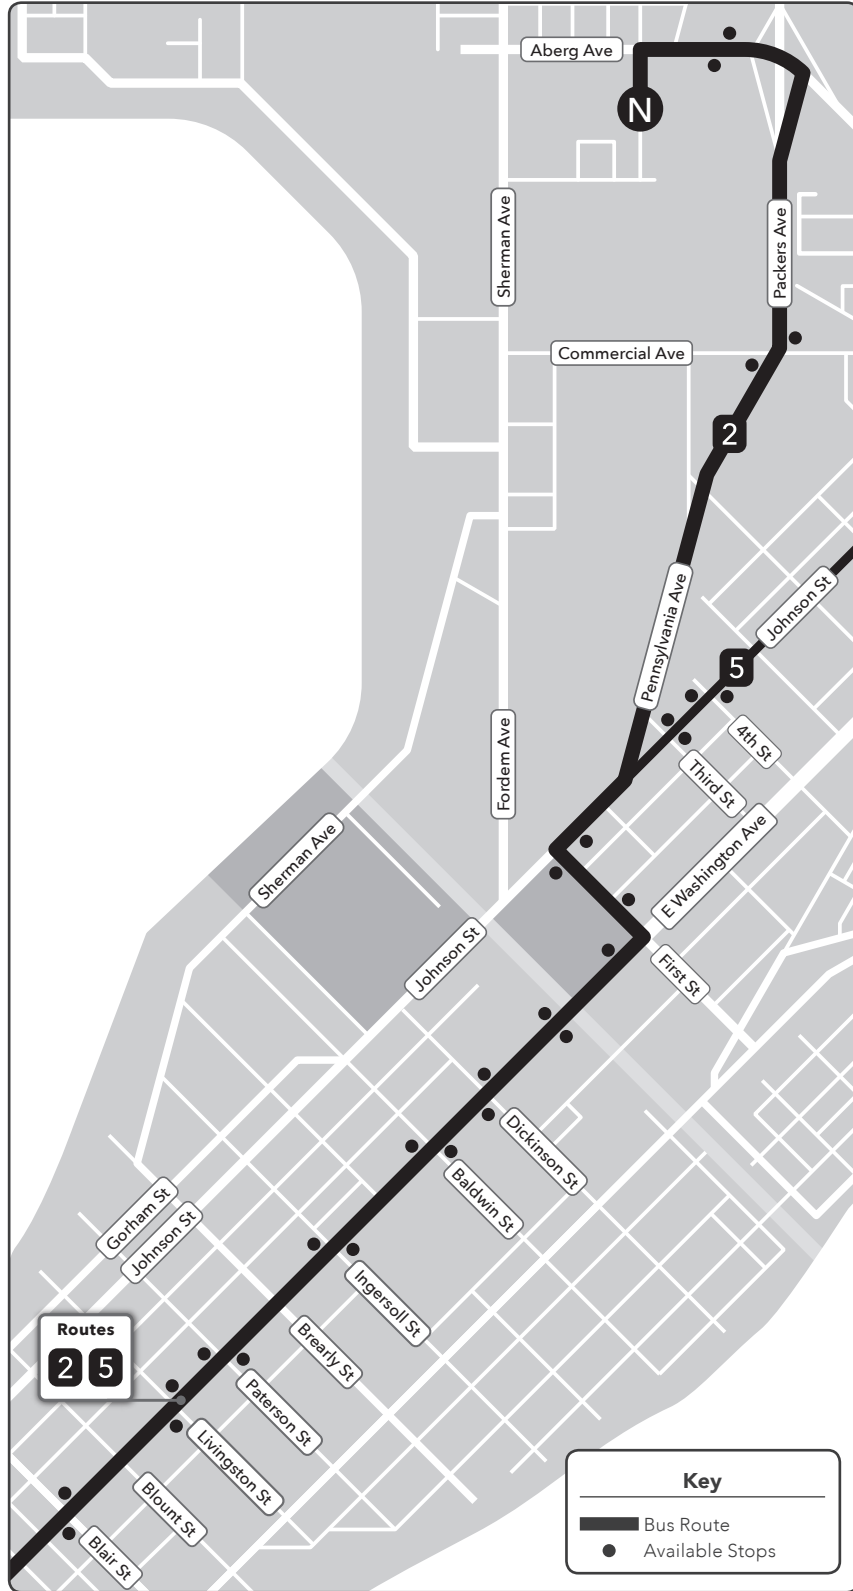 Aberg Ave
N
Sherman Ave
Packers Ave
Commercial Ave
2
Pennsylvania Ave
Johnson St
5
4th St
Third St
Fordem Ave
E Washington Ave
Sherman Ave
Johnson St
First St
Dickinson St
Baldwin St
Gorham St
Johnson St
Ingersoll St
Brearly St
Routes
2 5
Paterson St
Livingston St
Blount St
Blair St
Key
Bus Route
Available Stops